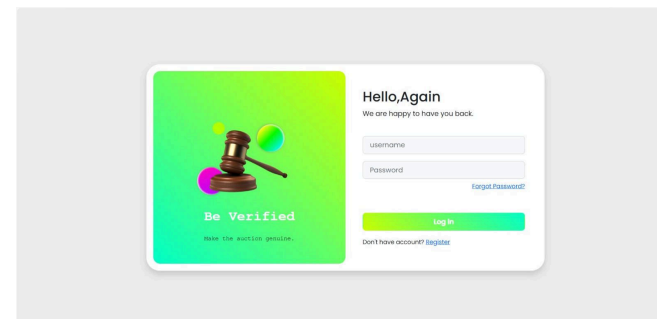 Be Verified
Make the auction genuine.
Hello,Again
We are happy to have you back.
username
Password
Forgot Password?
Log In
Don't have account? Register